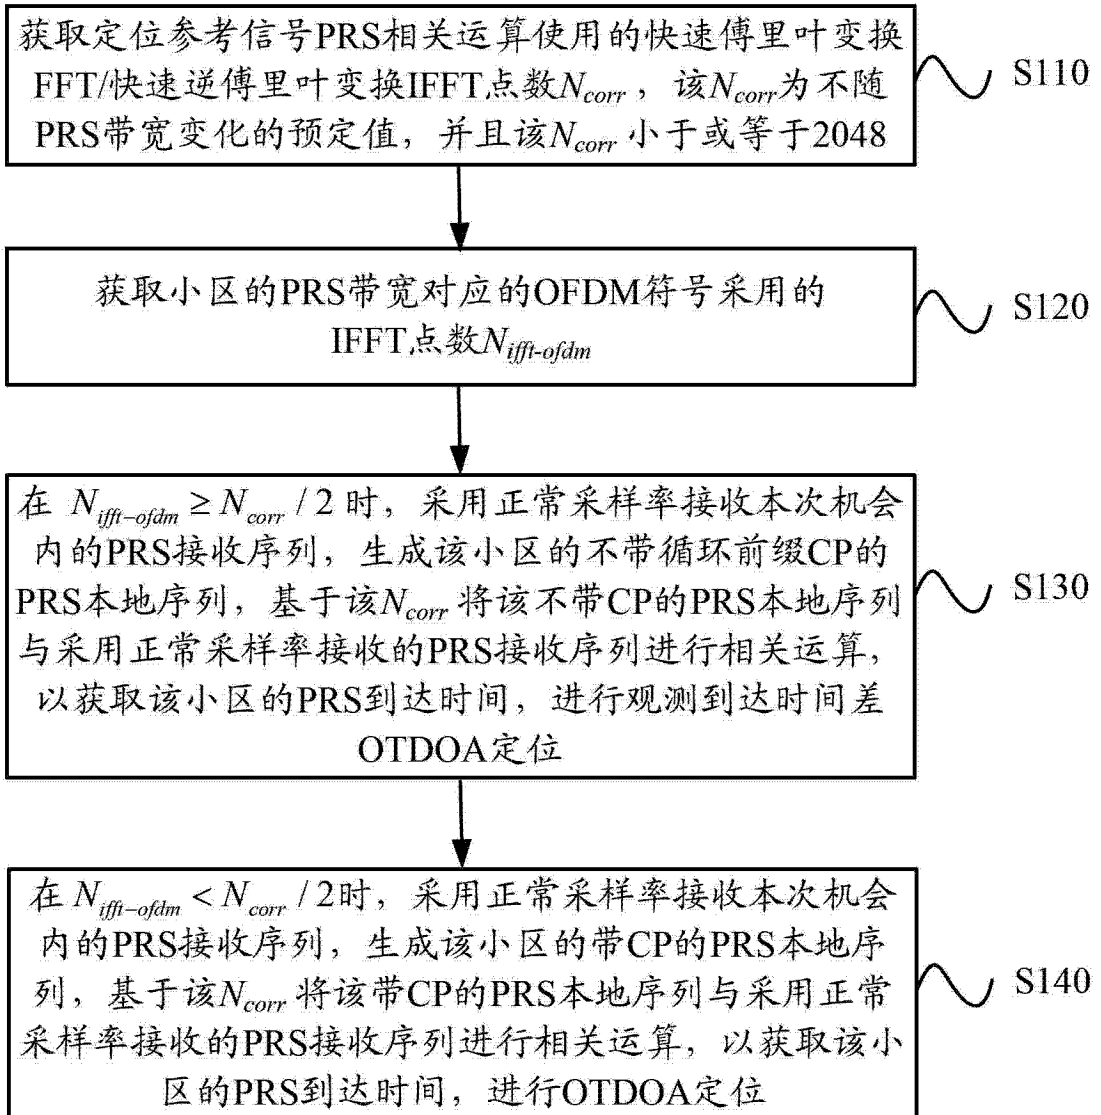 获取定位参考信号PRS相关运算使用的快速傅里叶变换
FFT/快速逆傅里叶变换IFFT点数N_corr，该N_corr为不随
PRS带宽变化的预定值，并且该N_corr小于或等于2048
S110
获取小区的PRS带宽对应的OFDM符号采用的
IFFT点数N_ifft-ofdm
S120
在 N_ifft-ofdm ≥ N_corr / 2 时，采用正常采样率接收本次机会
内的PRS接收序列，生成该小区的不带循环前缀CP的
PRS本地序列，基于该N_corr将该不带CP的PRS本地序列
与采用正常采样率接收的PRS接收序列进行相关运算，
以获取该小区的PRS到达时间，进行观测到达时间差
OTDOA定位
S130
在 N_ifft-ofdm < N_corr / 2时，采用正常采样率接收本次机会
内的PRS接收序列，生成该小区的带CP的PRS本地序
列，基于该N_corr将该带CP的PRS本地序列与采用正常
采样率接收的PRS接收序列进行相关运算，以获取该小
区的PRS到达时间，进行OTDOA定位
S140